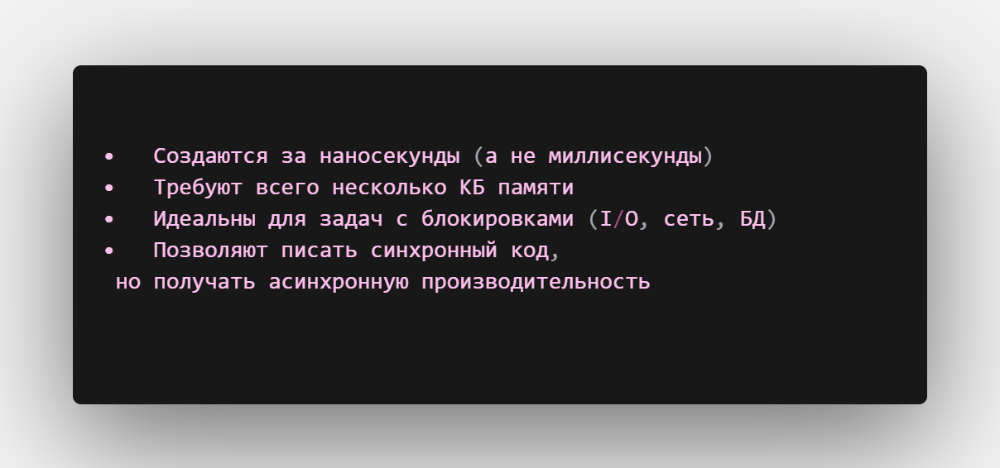 • Создаются за наносекунды (а не миллисекунды)
• Требуют всего несколько КБ памяти
• Идеальны для задач с блокировками (I/O, сеть, БД)
• Позволяют писать синхронный код,
но получать асинхронную производительность